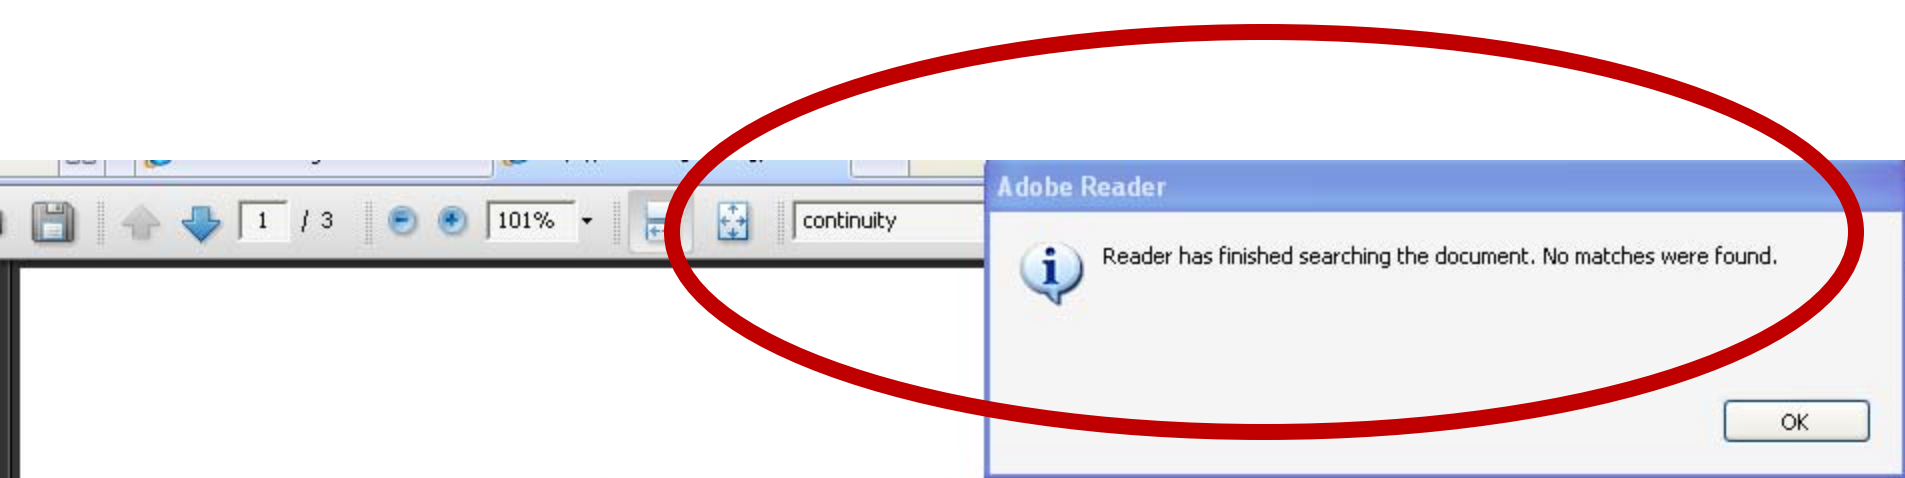 Adobe Reader
1 / 3 101% continuity
Reader has finished searching the document. No matches were found.
OK